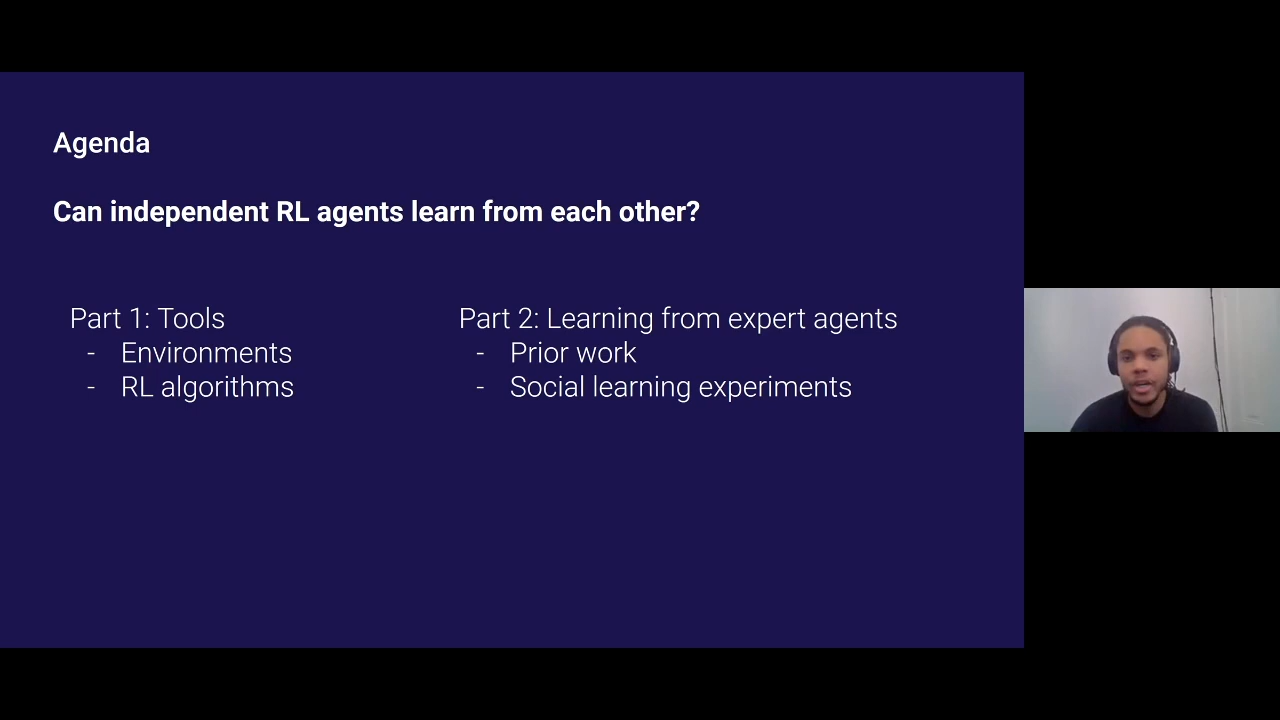 Agenda
Can independent RL agents learn from each other?
Part 1: Tools
- Environments
- RL algorithms
Part 2: Learning from expert agents
- Prior work
- Social learning experiments